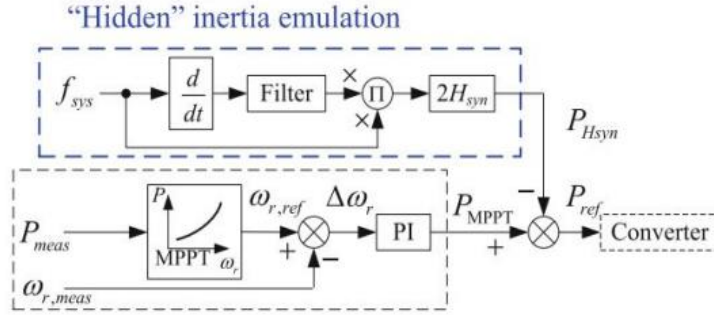 “Hidden” inertia emulation
f_sys
d
dt
Filter
×
×
Π
2H_syn
P_Hsyn
P_meas
P
MPPT
ω_r
ω_r,ref
+
−
Δω_r
PI
P_MPPT
+
−
P_ref
Converter
ω_r,meas